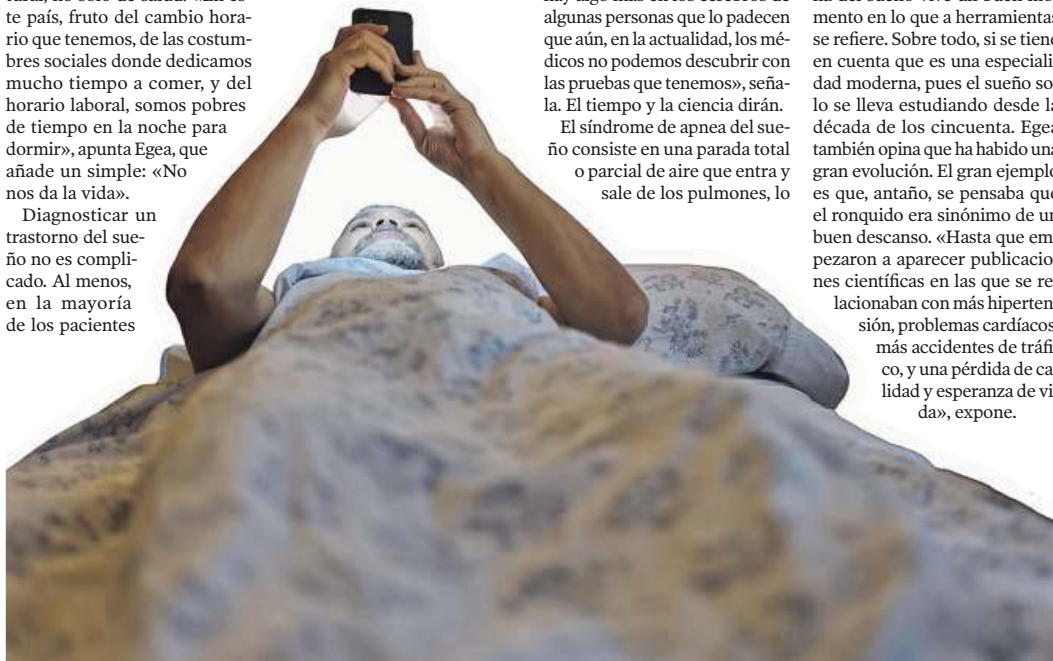 te país, fruto del cambio hora-
rio que tenemos, de las costum-
bres sociales donde dedicamos
mucho tiempo a comer, y del
horario laboral, somos pobres
de tiempo en la noche para
dormir», apunta Egea, que
añade un simple: «No
nos da la vida».
Diagnosticar un
trastorno del sue-
ño no es compli-
cado. Al menos,
en la mayoría
de los pacientes
algunas personas que lo padecen
que aún, en la actualidad, los mé-
dicos no podemos descubrir con
las pruebas que tenemos», seña-
la. El tiempo y la ciencia dirán.
El síndrome de apnea del sue-
ño consiste en una parada total
o parcial de aire que entra y
sale de los pulmones, lo
mento en lo que a herramientas
se refiere. Sobre todo, si se tiene
en cuenta que es una especiali
dad moderna, pues el sueño so
lo se lleva estudiando desde la
década de los cincuenta. Egea
también opina que ha habido una
gran evolución. El gran ejemplo
es que, antaño, se pensaba que
el ronquido era sinónimo de un
buen descanso. «Hasta que em
pezaron a aparecer publicacio
nes científicas en las que se re
lacionaban con más hiperten
sión, problemas cardíacos
más accidentes de tráfi
co, y una pérdida de ca
lidad y esperanza de vi
da», expone.